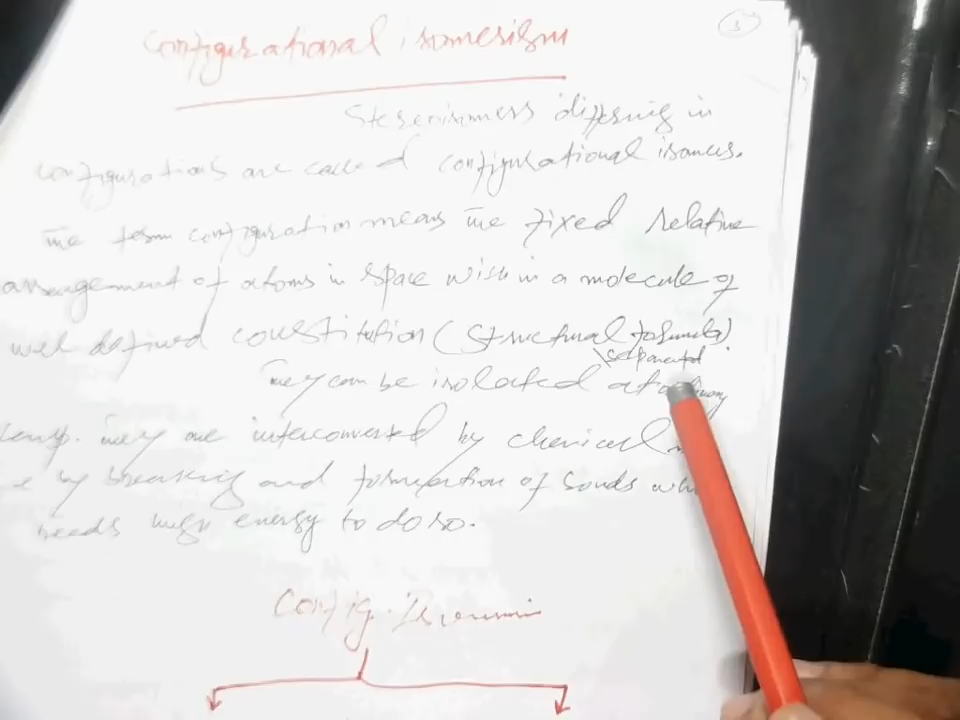 3
Configurational isomerism
Stereoisomers differing in
configurations are called configurational isomers.
The term configuration means the fixed relative
arrangement of atoms in space within a molecule of
well defined constitution (structural formula).
separated
They can be isolated at ordinary
temp. They are interconverted by chemical
by breaking and formation of bonds
needs high energy to do so.
Config. Isomerism